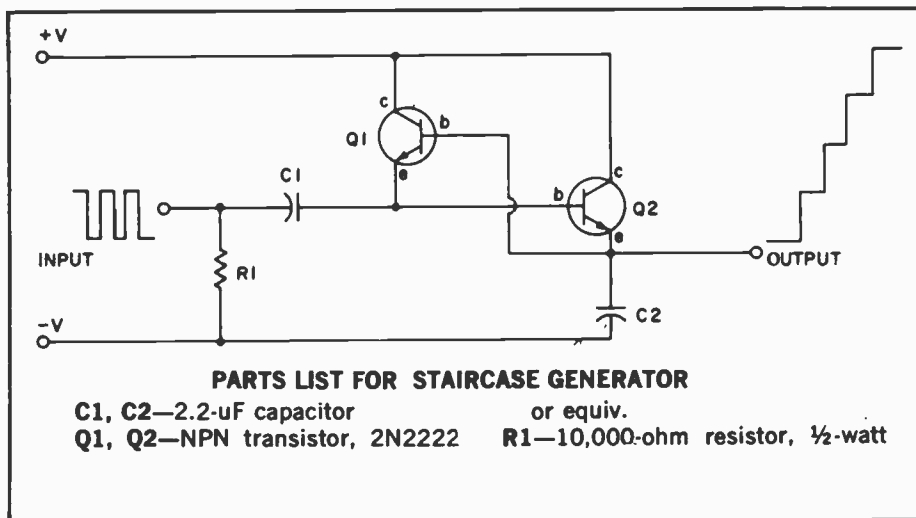 +V
c
b
Q1
e
C1
c
b
Q2
e
INPUT
R1
OUTPUT
C2
-V
PARTS LIST FOR STAIRCASE GENERATOR
C1, C2—2.2-uF capacitor or equiv.
Q1, Q2—NPN transistor, 2N2222 R1—10,000-ohm resistor, ½-watt